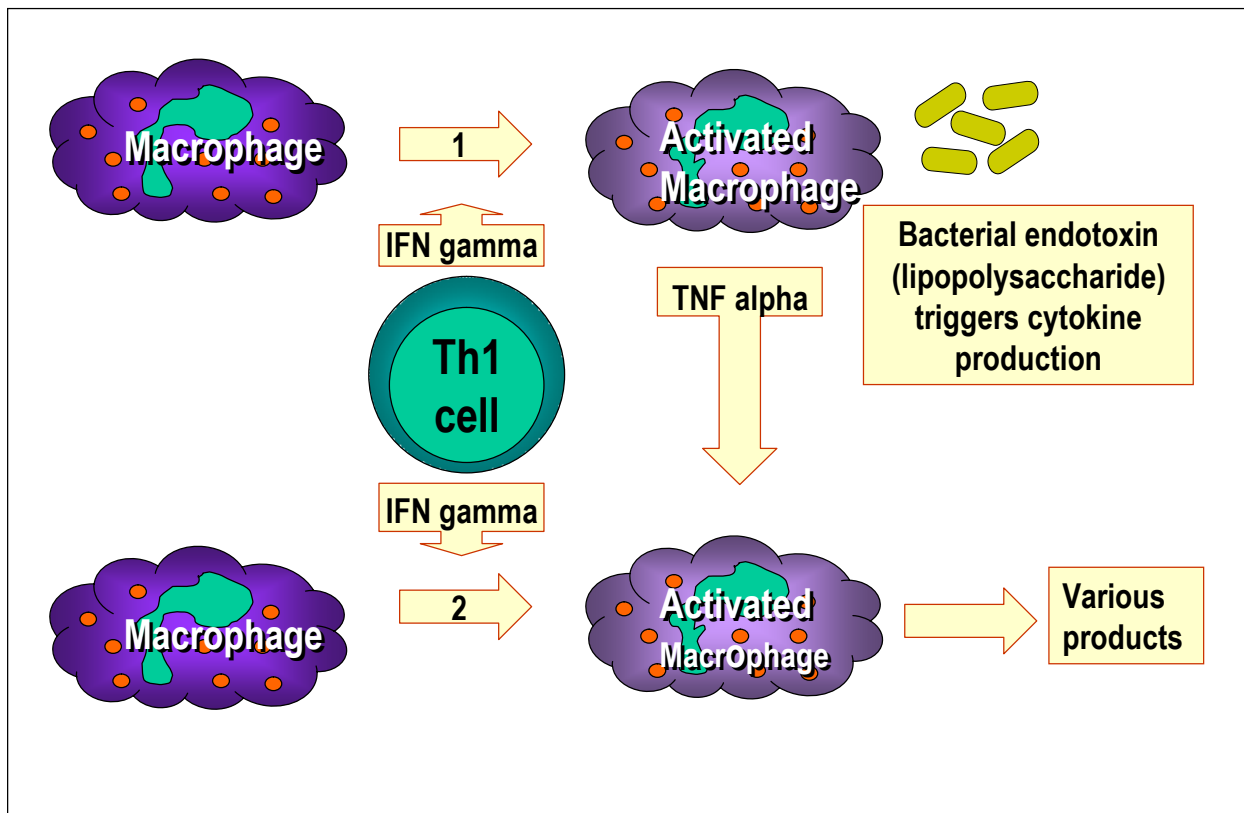 Macrophage
1
Activated
Macrophage
IFN gamma
Bacterial endotoxin
(lipopolysaccharide)
triggers cytokine
production
TNF alpha
Th1
cell
IFN gamma
Macrophage
2
Activated
MacrOphage
Various
products